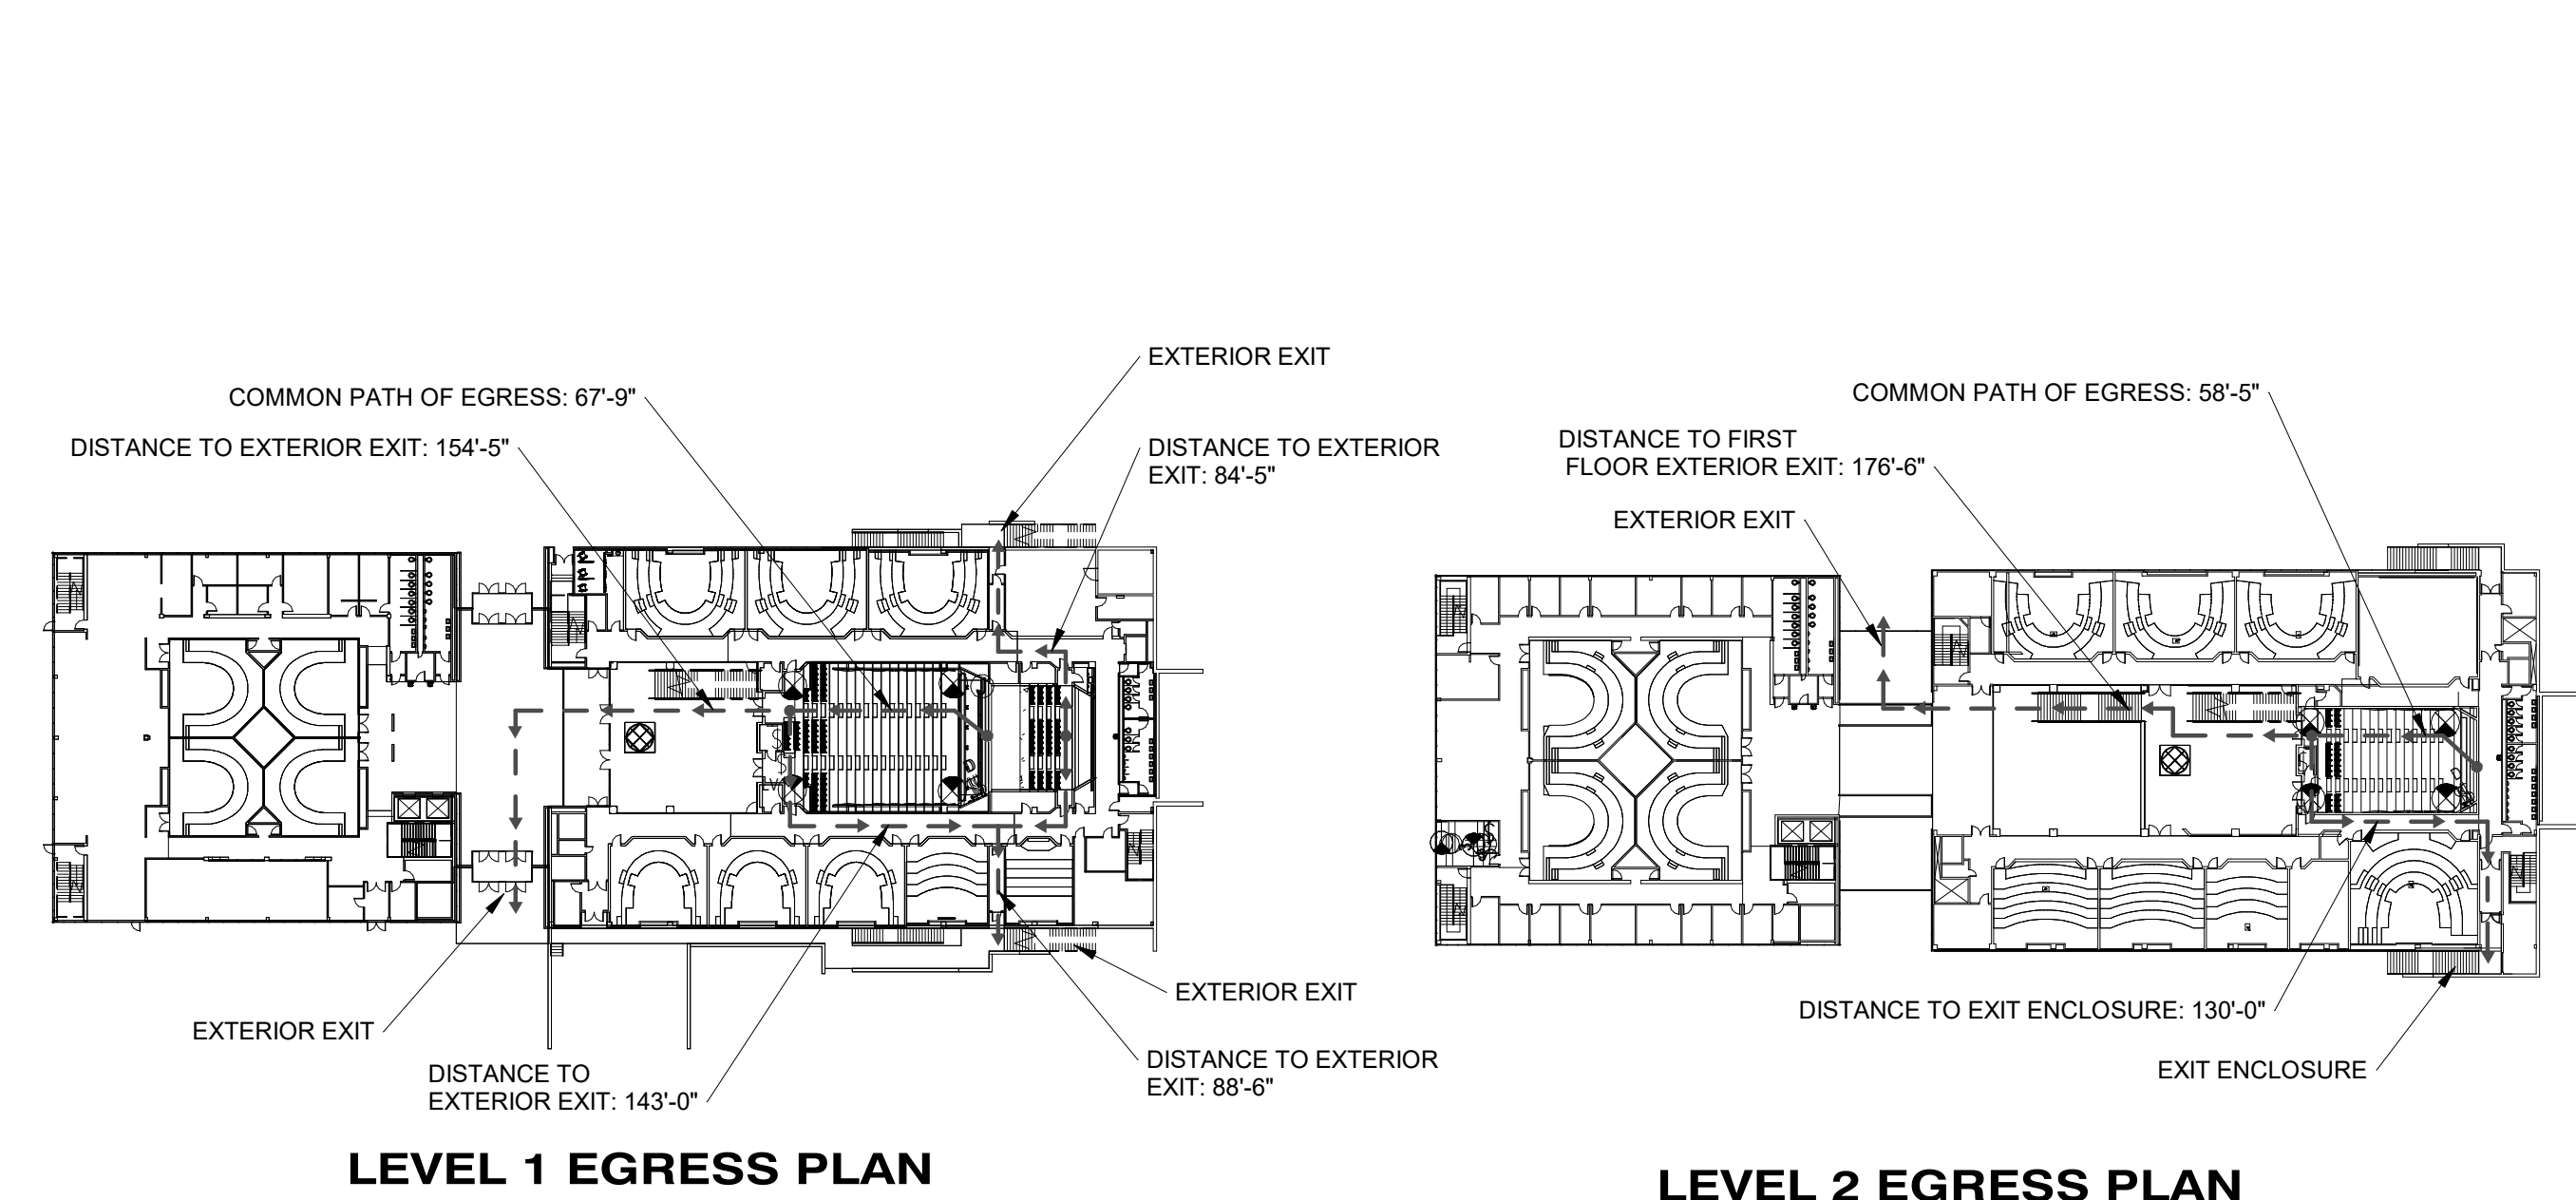 EXTERIOR EXIT
COMMON PATH OF EGRESS: 67'-9"
DISTANCE TO EXTERIOR EXIT: 154'-5"
DISTANCE TO EXTERIOR
EXIT: 84'-5"
EXTERIOR EXIT
EXTERIOR EXIT
DISTANCE TO
EXTERIOR EXIT: 143'-0"
DISTANCE TO EXTERIOR
EXIT: 88'-6"
LEVEL 1 EGRESS PLAN
COMMON PATH OF EGRESS: 58'-5"
DISTANCE TO FIRST
FLOOR EXTERIOR EXIT: 176'-6"
EXTERIOR EXIT
DISTANCE TO EXIT ENCLOSURE: 130'-0"
EXIT ENCLOSURE
LEVEL 2 EGRESS PLAN